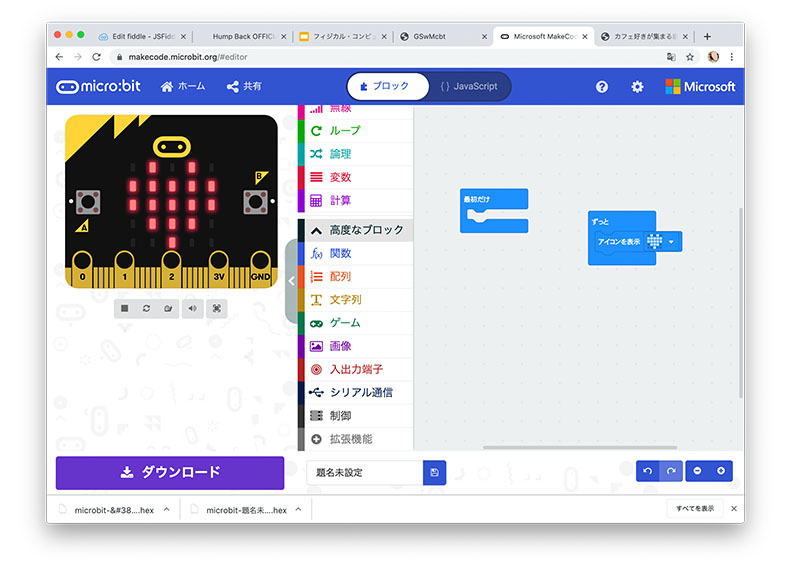 Edit fiddle - JSFidd
Hump Back OFFICI
フィジカル・コンピュ
GSwMcbt
Microsoft MakeCod
カフェ好きが集まる街
makecode.microbit.org/#editor
micro:bit
ホーム
共有
ブロック
{ } JavaScript
Microsoft
無線
ループ
論理
変数
計算
高度なブロック
関数
配列
文字列
ゲーム
画像
入出力端子
シリアル通信
制御
拡張機能
B
A
0 1 2 3V GND
最初だけ
ずっと
アイコンを表示
ダウンロード
題名未設定
microbit-&#38....hex
microbit-題名未....hex
すべてを表示